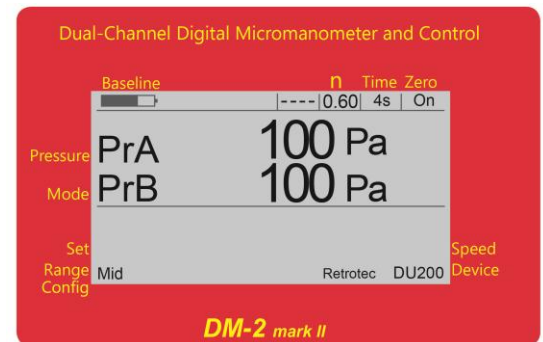 Dual-Channel Digital Micromanometer and Control
Baseline n Time Zero
|----|0.60| 4s | On
Pressure PrA 100 Pa
Mode PrB 100 Pa
Set Speed
Range Mid Retrotec DU200 Device
Config
DM-2 mark II